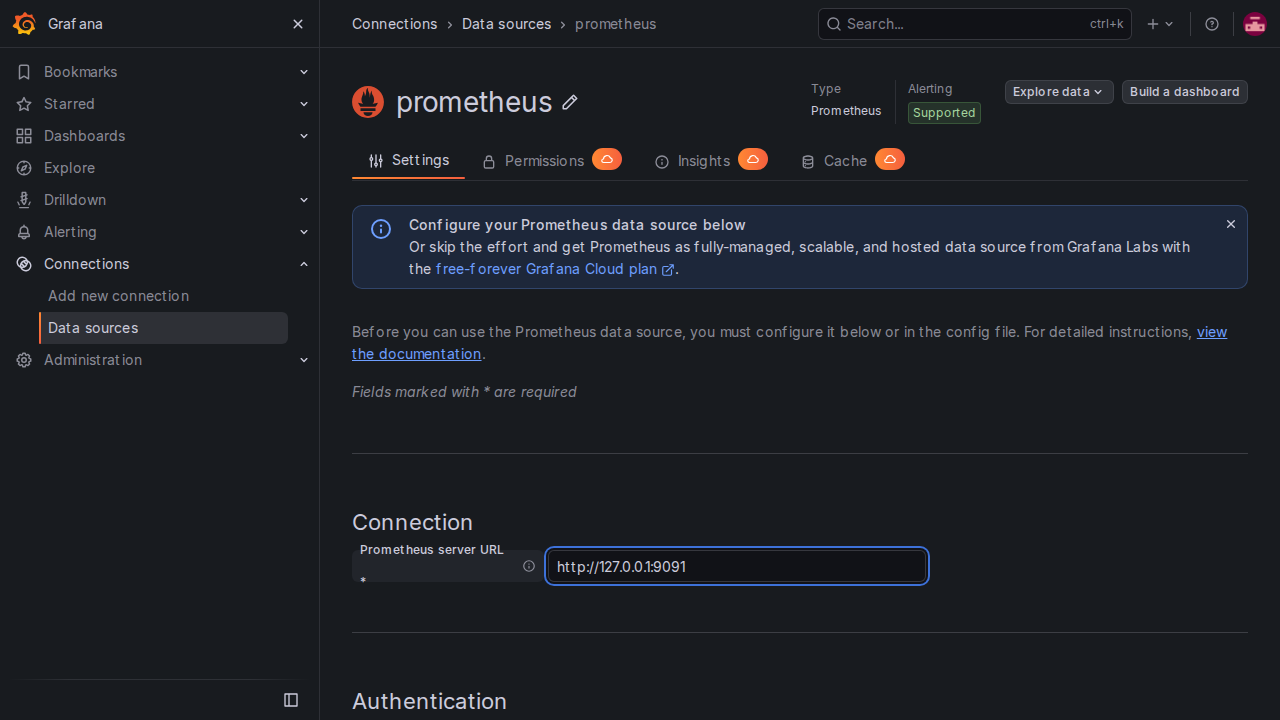 Grafana
Connections
Data sources
prometheus
Search...
ctrl+k
Bookmarks
Starred
Dashboards
Explore
Drilldown
Alerting
Connections
Add new connection
Data sources
Administration
prometheus
Type
Prometheus
Alerting
Supported
Explore data
Build a dashboard
Settings
Permissions
Insights
Cache
Configure your Prometheus data source below
Or skip the effort and get Prometheus as fully-managed, scalable, and hosted data source from Grafana Labs with
the free-forever Grafana Cloud plan.
Before you can use the Prometheus data source, you must configure it below or in the config file. For detailed instructions, view
the documentation.
Fields marked with * are required
Connection
Prometheus server URL
*
http://127.0.0.1:9091
Authentication